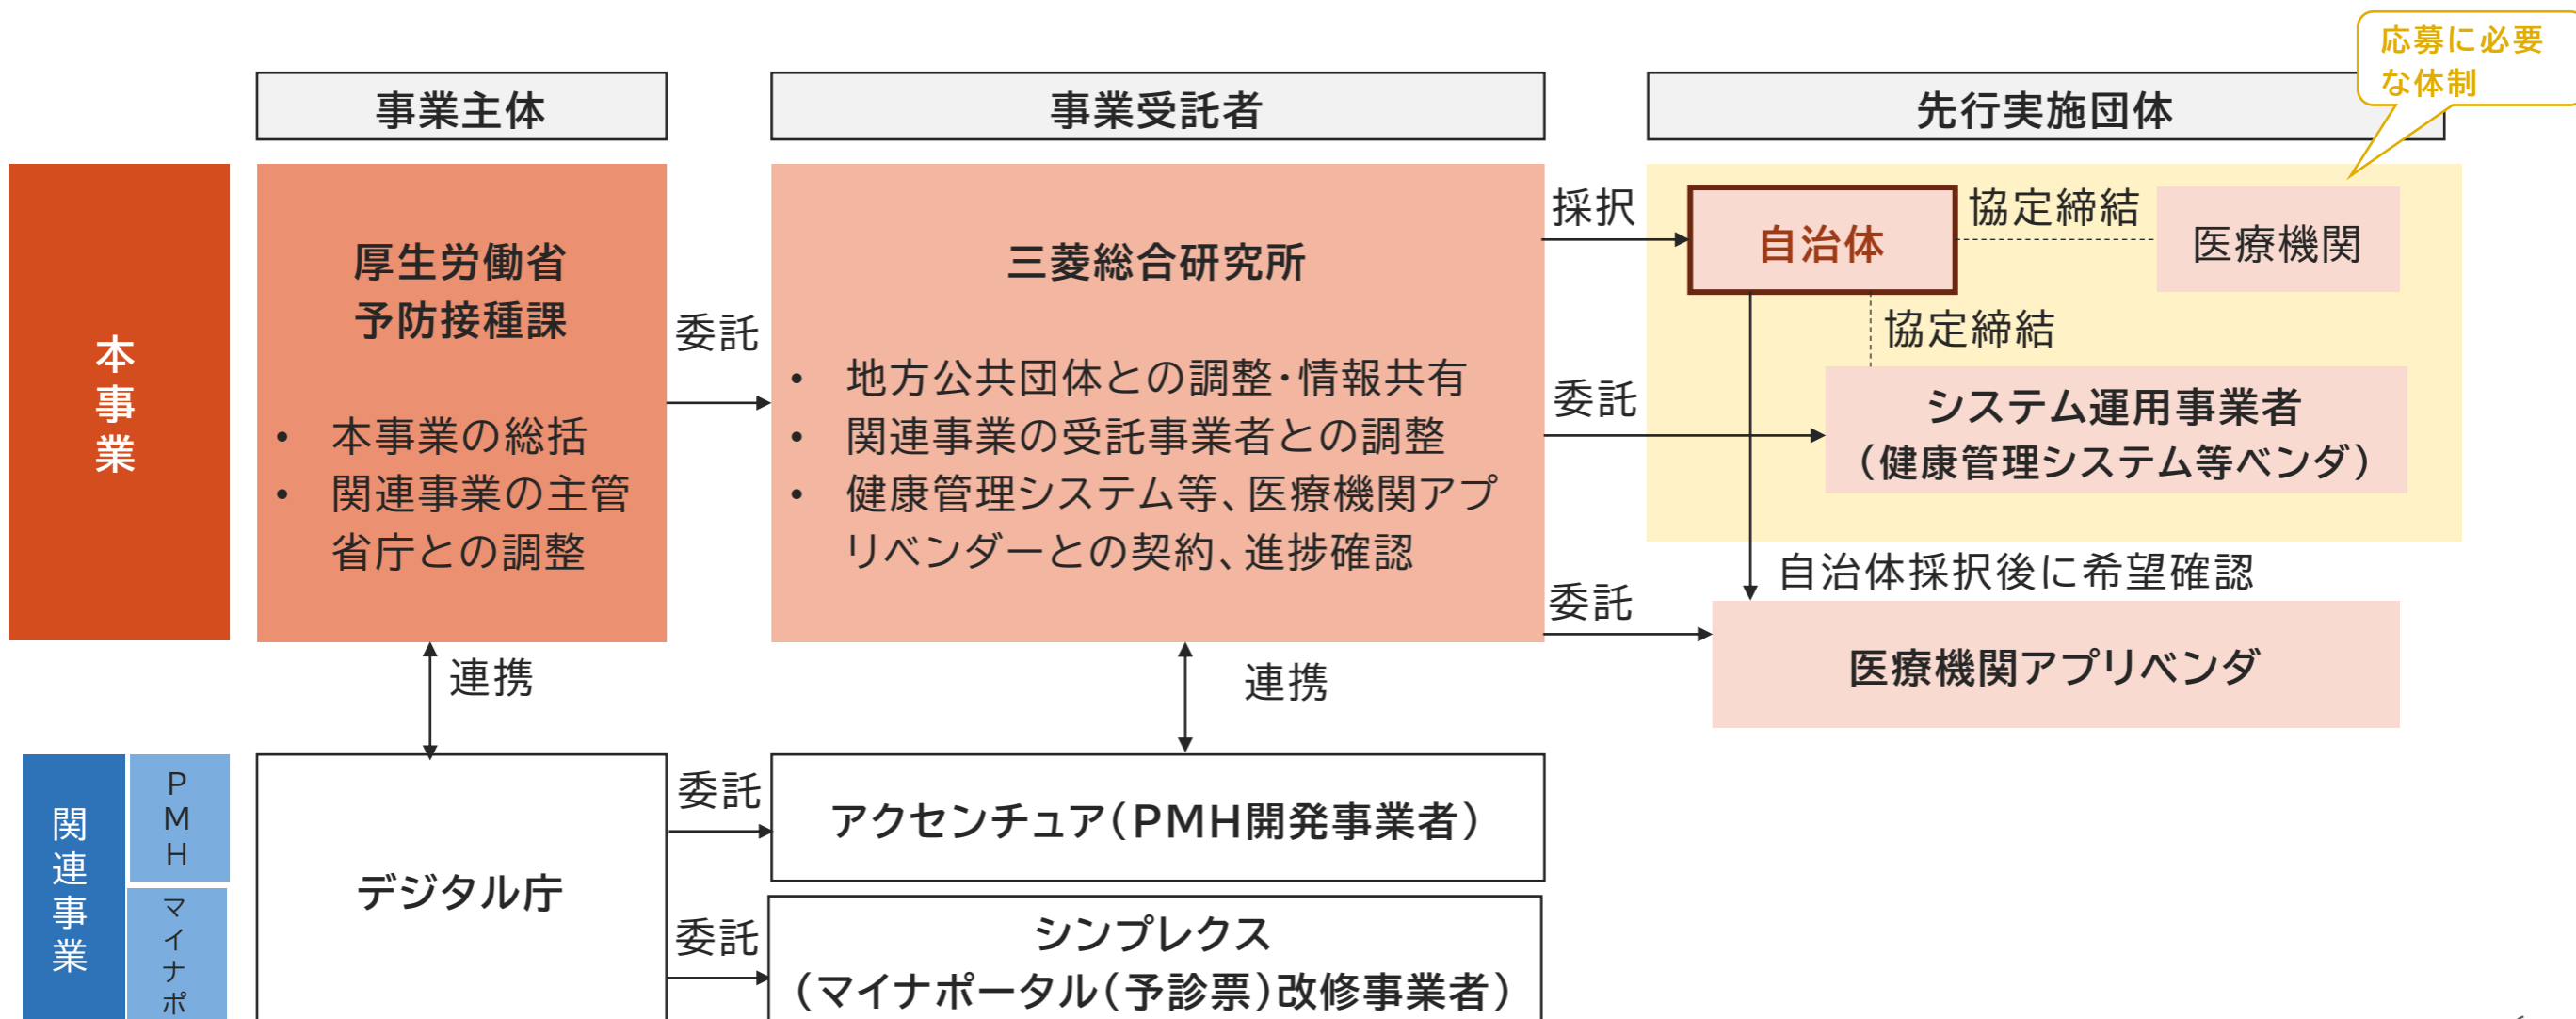 応募に必要
な体制
事業主体
事業受託者
先行実施団体
本事業
厚生労働省
予防接種課
• 本事業の総括
• 関連事業の主管
省庁との調整
委託
三菱総合研究所
• 地方公共団体との調整・情報共有
• 関連事業の受託事業者との調整
• 健康管理システム等、医療機関アプ
リベンダーとの契約、進捗確認
採択
自治体
協定締結
医療機関
協定締結
委託
システム運用事業者
（健康管理システム等ベンダ）
自治体採択後に希望確認
委託
医療機関アプリベンダ
連携
連携
関連事業
PMH
マイナポ
デジタル庁
委託
アクセンチュア（PMH開発事業者）
委託
シンプレクス
（マイナポータル（予診票）改修事業者）